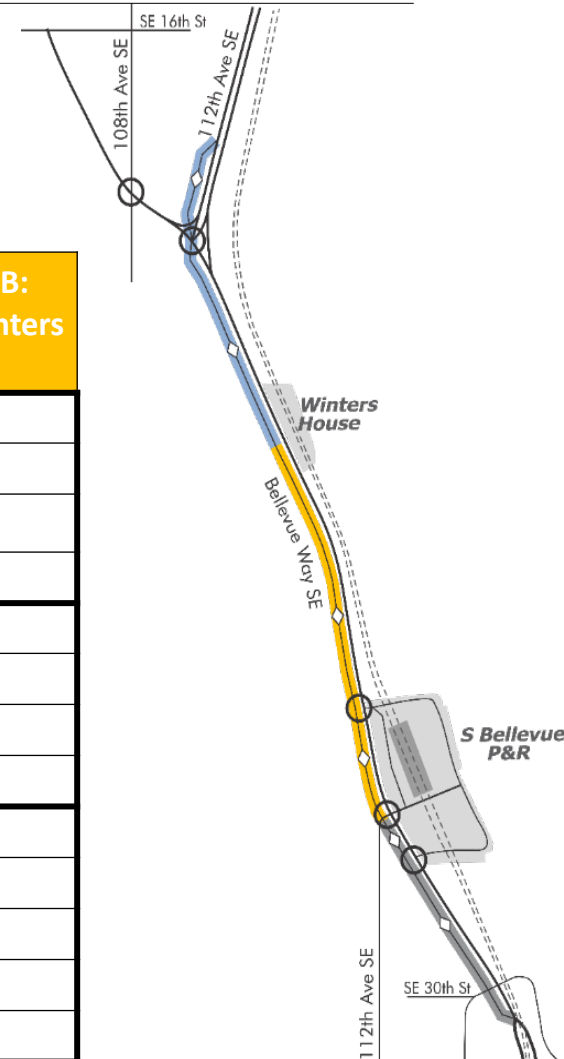 SE 16th St
108th Ave SE
112th Ave SE
B:
Winters
House
Bellevue Way SE
S Bellevue
P&R
112th Ave SE
SE 30th St